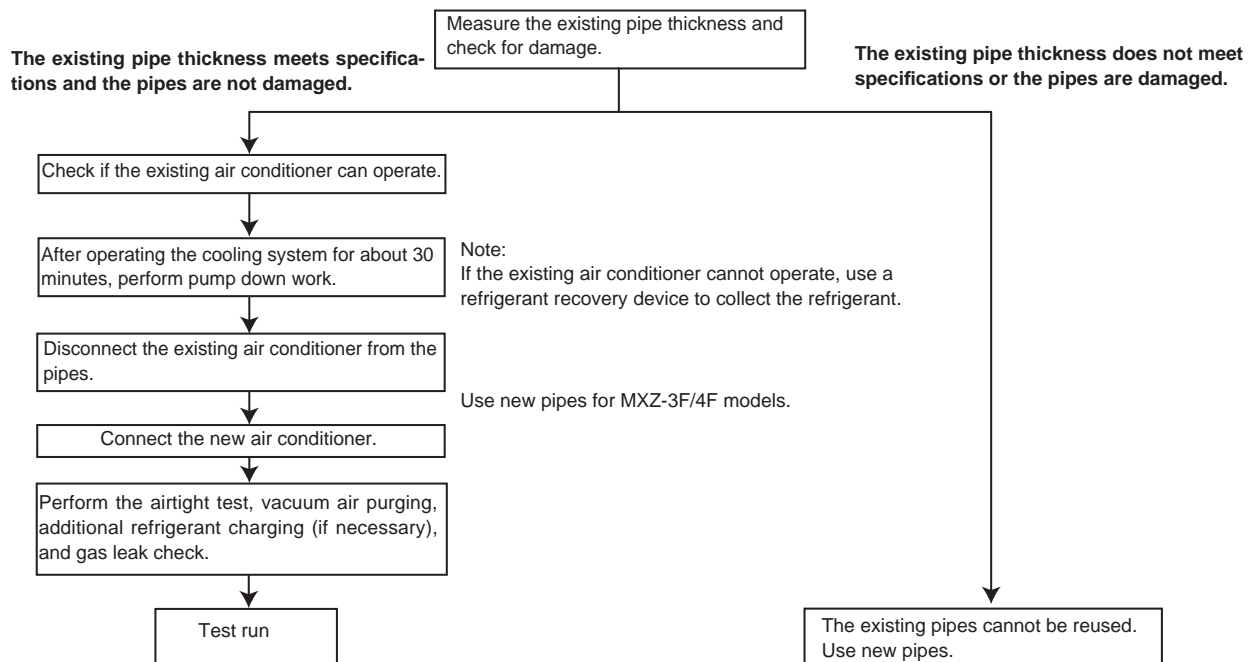 Measure the existing pipe thickness and
check for damage.
The existing pipe thickness meets specifica-
tions and the pipes are not damaged.
The existing pipe thickness does not meet
specifications or the pipes are damaged.
Check if the existing air conditioner can operate.
After operating the cooling system for about 30
minutes, perform pump down work.
Note:
If the existing air conditioner cannot operate, use a
refrigerant recovery device to collect the refrigerant.
Disconnect the existing air conditioner from the
pipes.
Use new pipes for MXZ-3F/4F models.
Connect the new air conditioner.
Perform the airtight test, vacuum air purging,
additional refrigerant charging (if necessary),
and gas leak check.
Test run
The existing pipes cannot be reused.
Use new pipes.